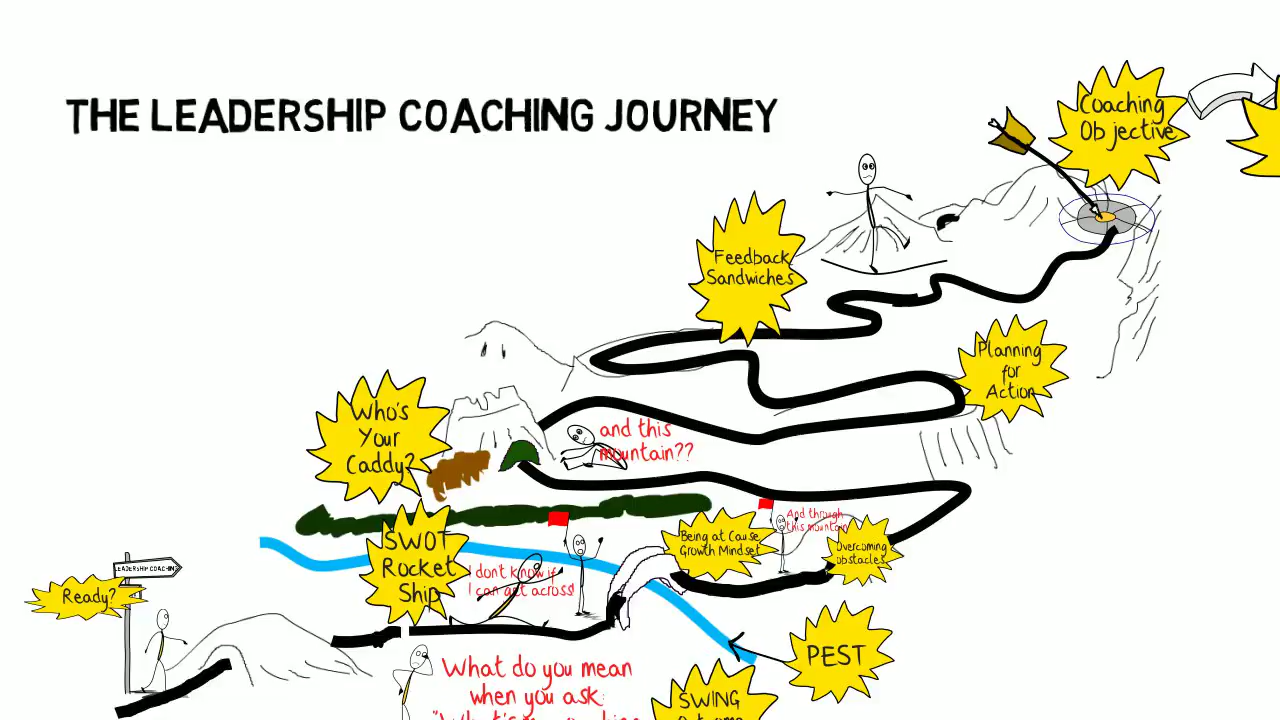 THE LEADERSHIP COACHING JOURNEY
Coaching
Objective
Feedback
Sandwiches
Planning
for
Action
Who's
Your
Caddy?
and this
mountain??
SWOT
Rocket
Ship
And through
this mountain
Being at Cause
Growth Mindset
Overcoming
obstacles
LEADERSHIP COACHING
Ready?
I don't know if
I can get across!
PEST
What do you mean
when you ask:
SWING